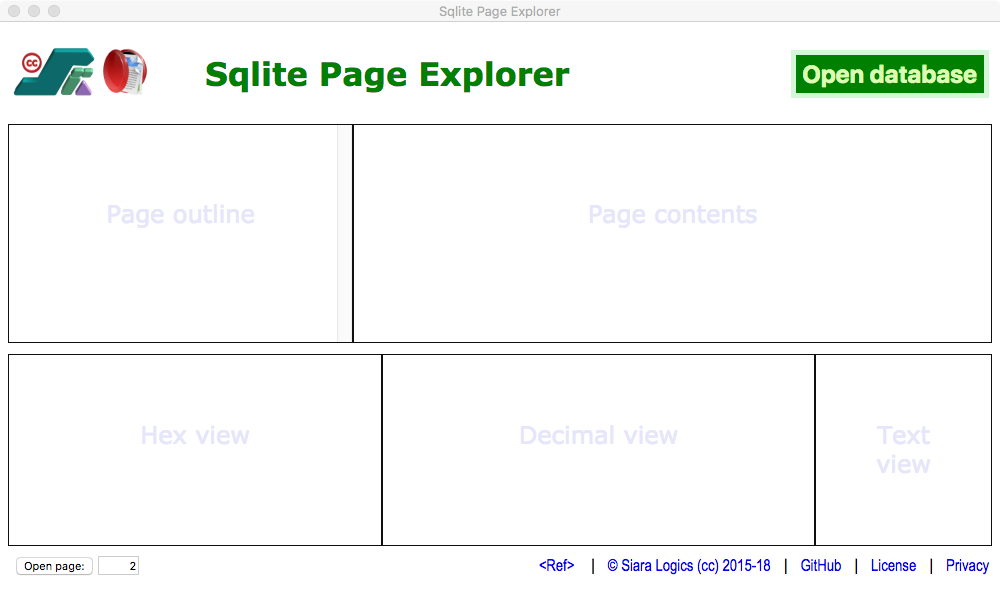 Sqlite Page Explorer
cc
Sqlite Page Explorer
Open database
Page outline
Page contents
Hex view
Decimal view
Text
view
Open page: 2
<Ref> | © Siara Logics (cc) 2015-18 | GitHub | License | Privacy